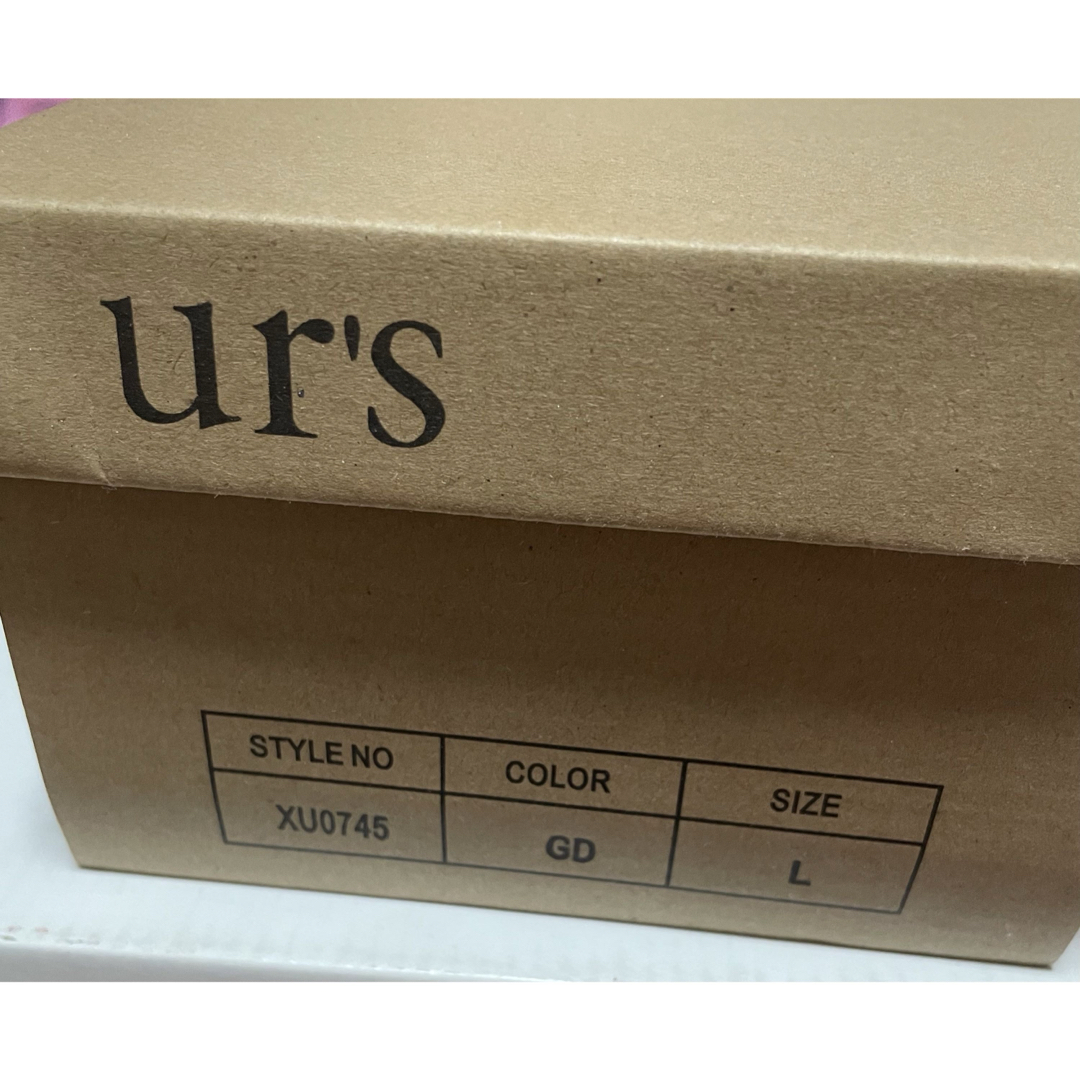 ur's
STYLE NO COLOR SIZE
XU0745 GD L